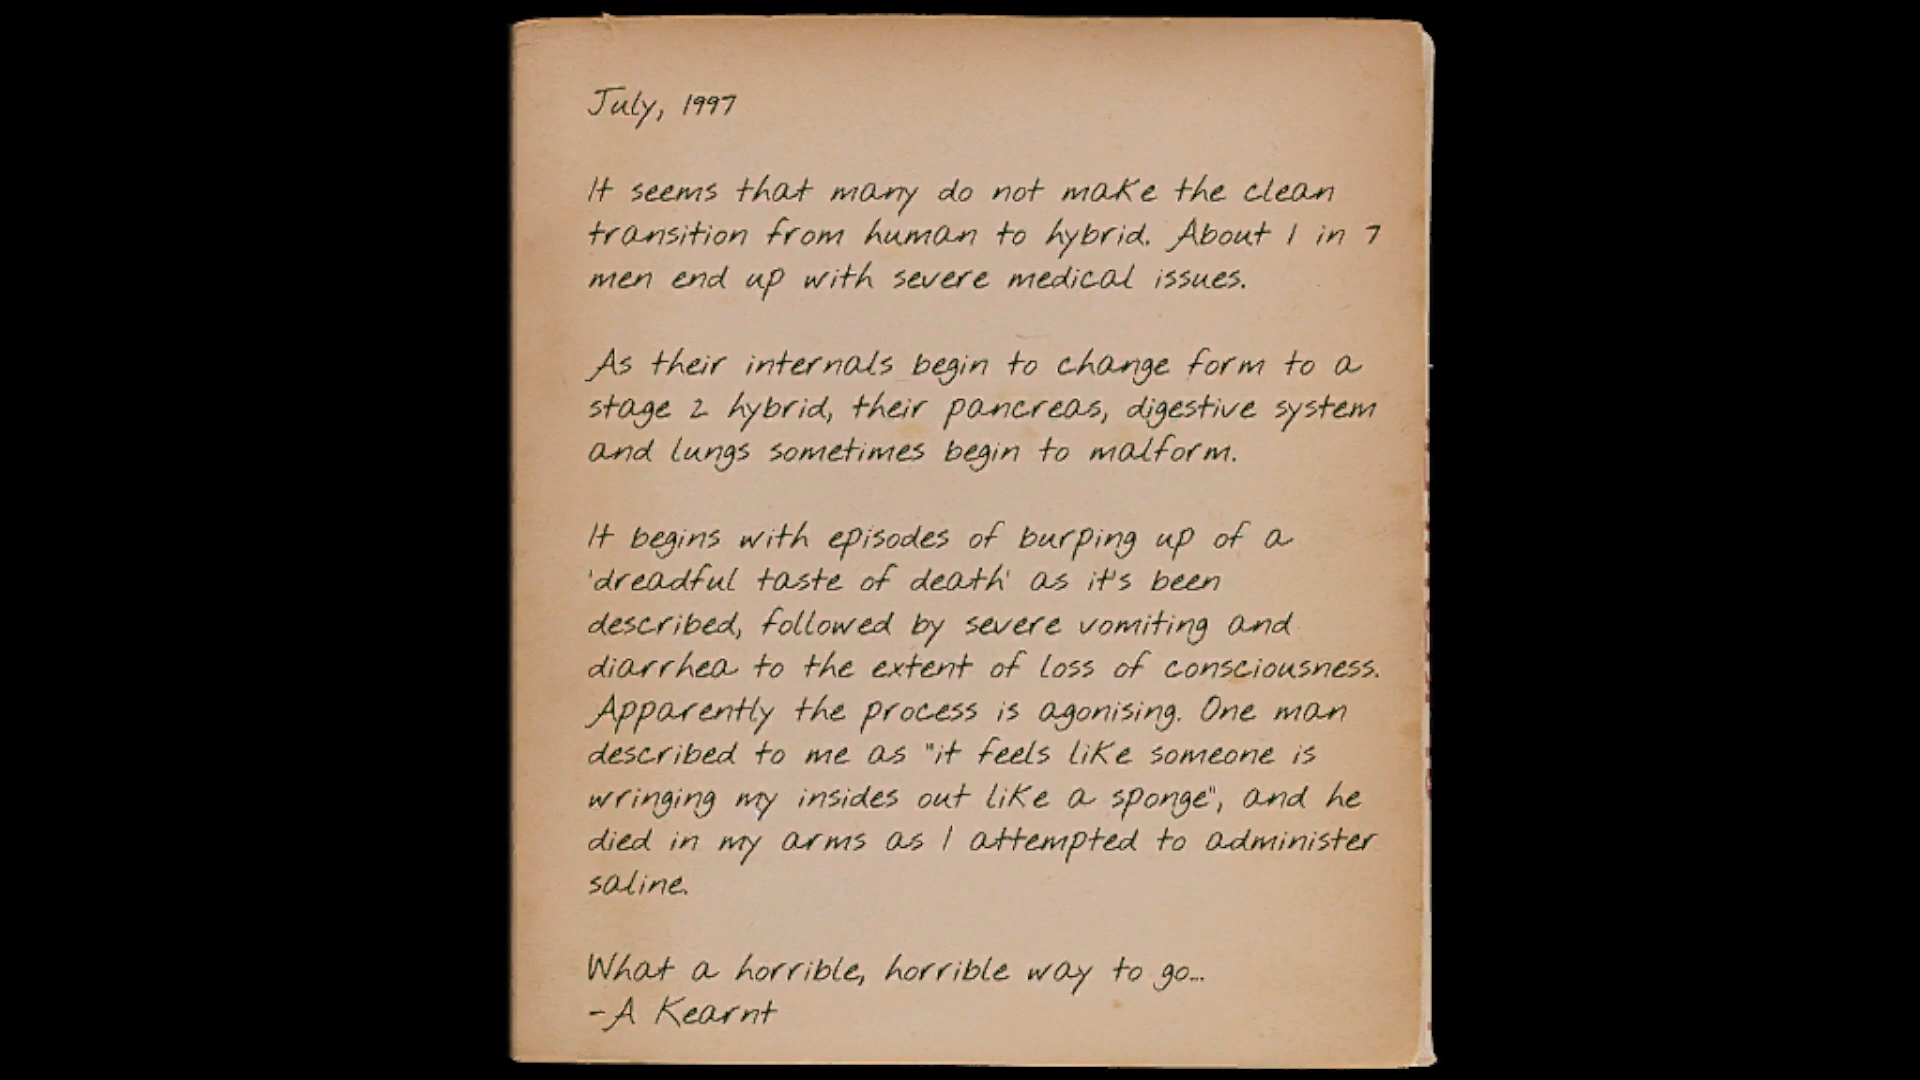 July, 1997
It seems that many do not make the clean
transition from human to hybrid. About 1 in 7
men end up with severe medical issues.
As their internals begin to change form to a
stage 2 hybrid, their pancreas, digestive system
and lungs sometimes begin to malform.
It begins with episodes of burping up of a
'dreadful taste of death' as it's been
described, followed by severe vomiting and
diarrhea to the extent of loss of consciousness.
Apparently the process is agonising. One man
described to me as "it feels like someone is
wringing my insides out like a sponge", and he
died in my arms as I attempted to administer
saline.
What a horrible, horrible way to go...
-A Kearnt